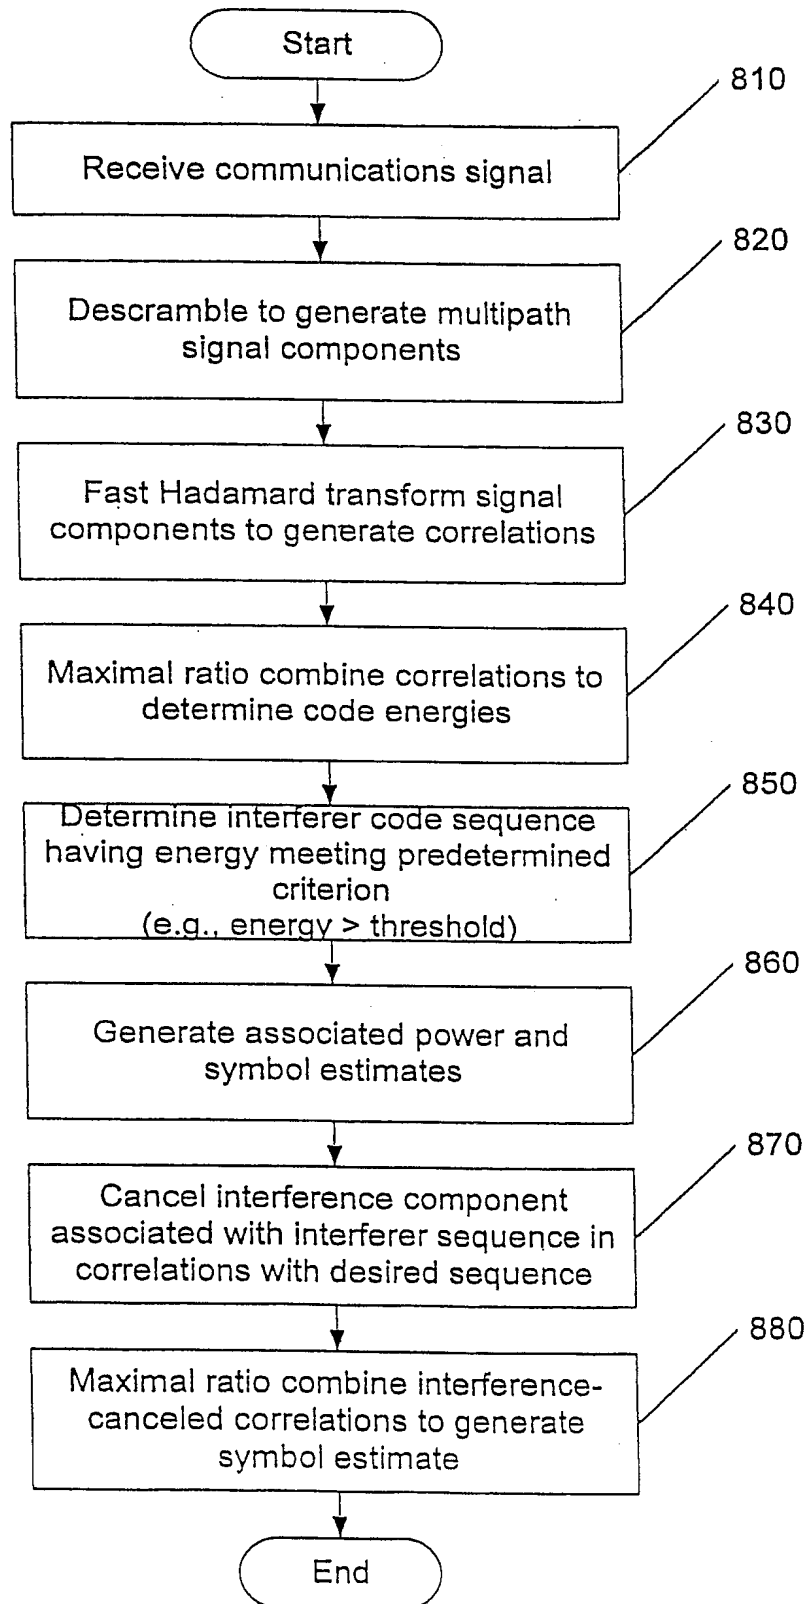 Start
810
Receive communications signal
820
Descramble to generate multipath
signal components
830
Fast Hadamard transform signal
components to generate correlations
840
Maximal ratio combine correlations to
determine code energies
850
Determine interferer code sequence
having energy meeting predetermined
criterion
(e.g., energy > threshold)
860
Generate associated power and
symbol estimates
870
Cancel interference component
associated with interferer sequence in
correlations with desired sequence
880
Maximal ratio combine interference-
canceled correlations to generate
symbol estimate
End